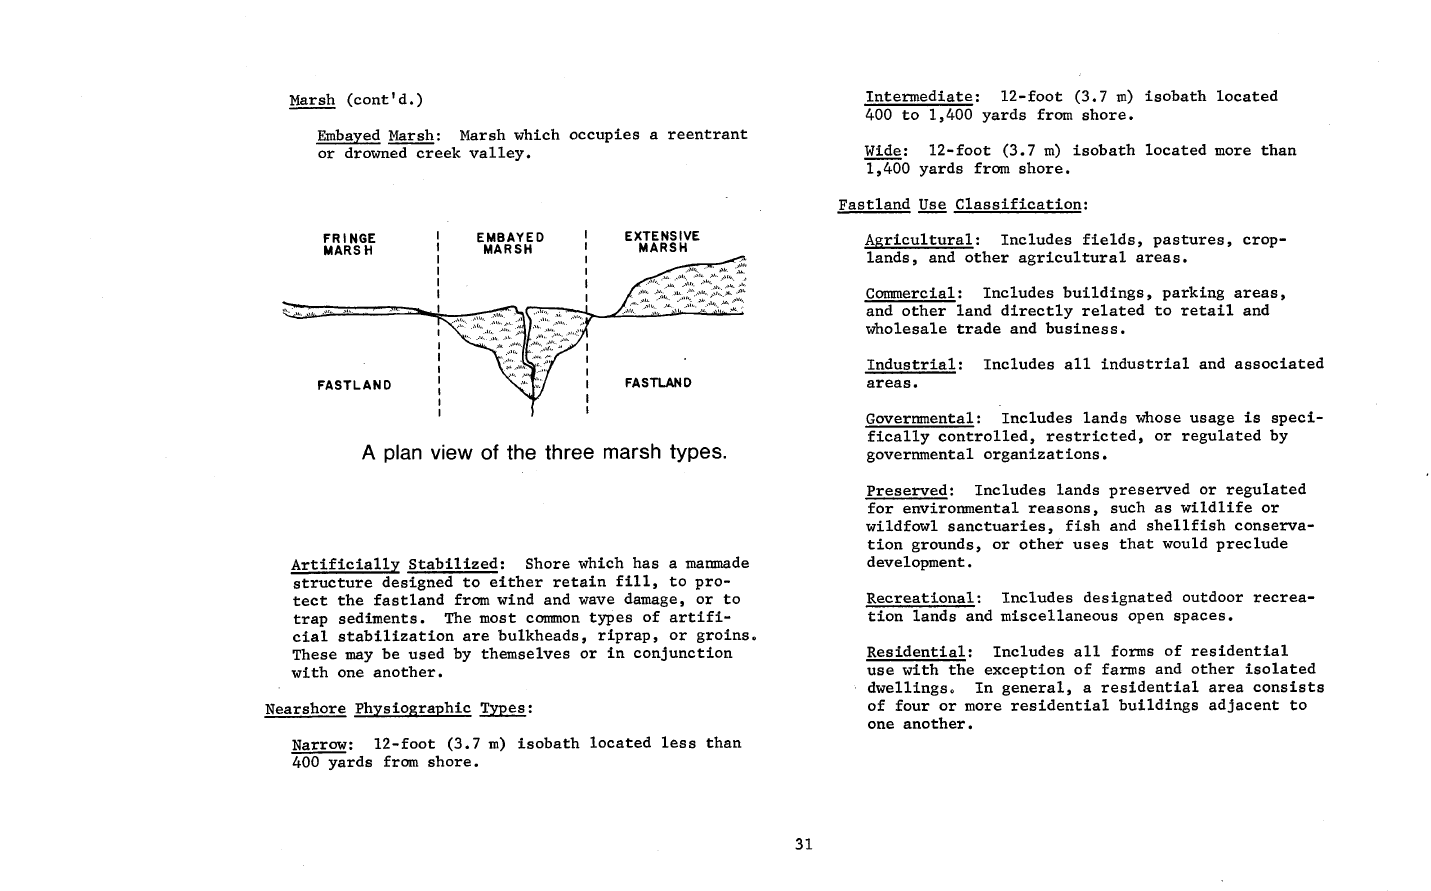 Marsh (cont'd.)
Embayed Marsh: Marsh which occupies a reentrant
or drowned creek valley.
FRINGE
MARSH
EMBAYED
MARSH
EXTENSIVE
MARSH
FASTLAND
FASTLAND
A plan view of the three marsh types.
Artificially Stabilized: Shore which has a manmade
structure designed to either retain fill, to pro-
tect the fastland from wind and wave damage, or to
trap sediments. The most common types of artifi-
cial stabilization are bulkheads, riprap, or groins.
These may be used by themselves or in conjunction
with one another.
Nearshore Physiographic Types:
Narrow: 12-foot (3.7 m) isobath located less than
400 yards from shore.
Intermediate: 12-foot (3.7 m) isobath located
400 to 1,400 yards from shore.
Wide: 12-foot (3.7 m) isobath located more than
1,400 yards from shore.
Fastland Use Classification:
Agricultural: Includes fields, pastures, crop-
lands, and other agricultural areas.
Commercial: Includes buildings, parking areas,
and other land directly related to retail and
wholesale trade and business.
Industrial: Includes all industrial and associated
areas.
Governmental: Includes lands whose usage is speci-
fically controlled, restricted, or regulated by
governmental organizations.
Preserved: Includes lands preserved or regulated
for environmental reasons, such as wildlife or
wildfowl sanctuaries, fish and shellfish conserva-
tion grounds, or other uses that would preclude
development.
Recreational: Includes designated outdoor recrea-
tion lands and miscellaneous open spaces.
Residential: Includes all forms of residential
use with the exception of farms and other isolated
dwellings. In general, a residential area consists
of four or more residential buildings adjacent to
one another.
31